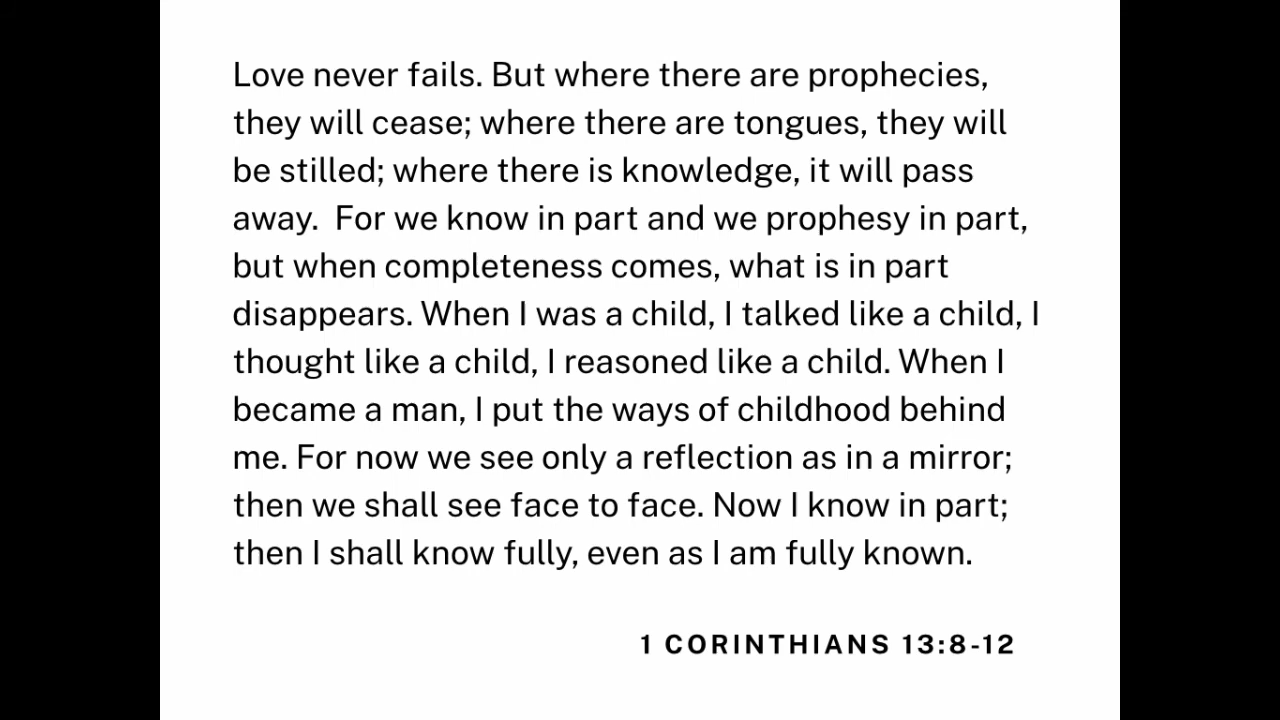 Love never fails. But where there are prophecies,
they will cease; where there are tongues, they will
be stilled; where there is knowledge, it will pass
away.  For we know in part and we prophesy in part,
but when completeness comes, what is in part
disappears. When I was a child, I talked like a child, I
thought like a child, I reasoned like a child. When I
became a man, I put the ways of childhood behind
me. For now we see only a reflection as in a mirror;
then we shall see face to face. Now I know in part;
then I shall know fully, even as I am fully known.
1 CORINTHIANS 13:8-12